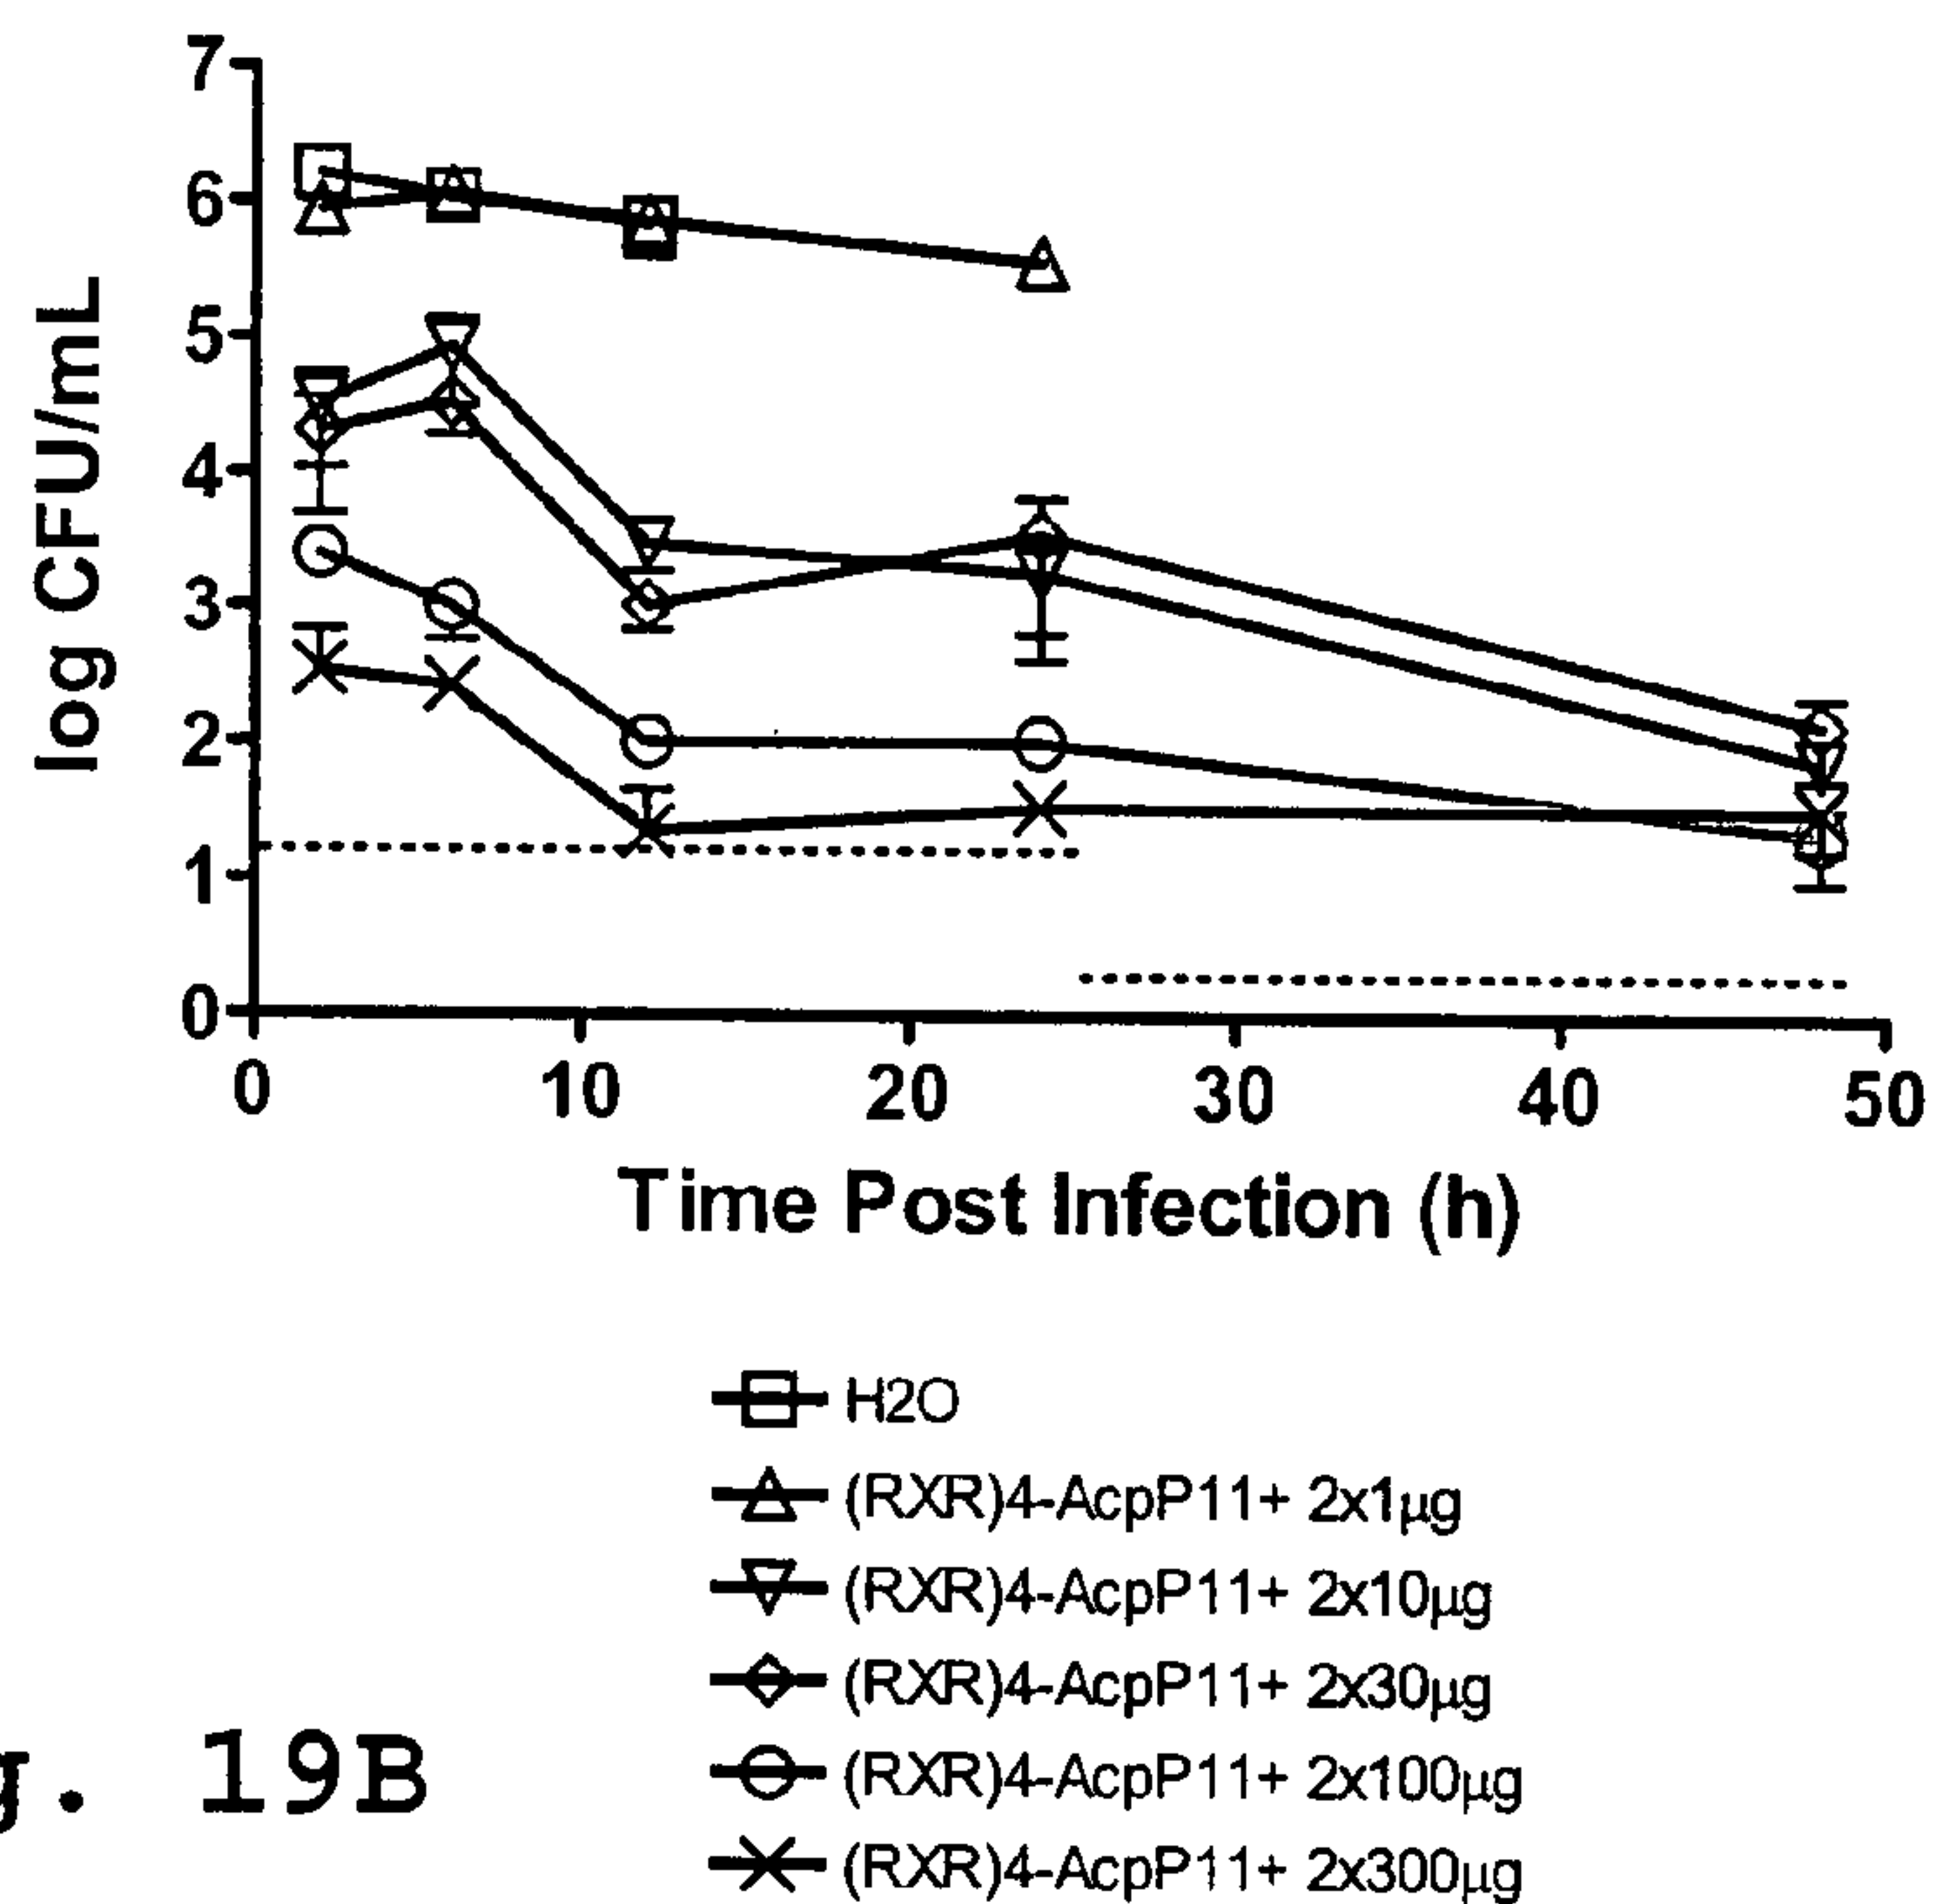 log CFU/mL
7
6
5
4
3
2
1
0
0 10 20 30 40 50
Time Post Infection (h)
H2O
(RXR)4-AcpP11+ 2x1µg
(RXR)4-AcpP11+ 2x10µg
(RXR)4-AcpP11+ 2x30µg
(RXR)4-AcpP11+ 2x100µg
(RXR)4-AcpP11+ 2x300µg
g. 19B